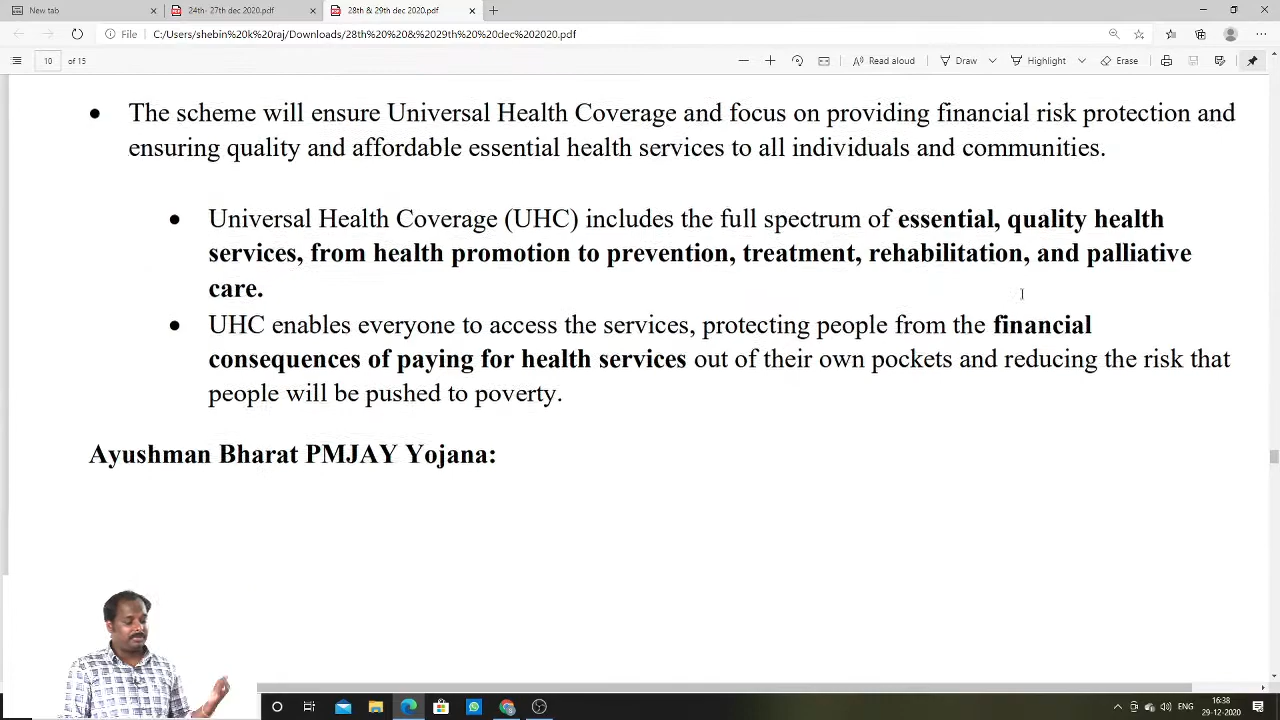 New tab
24th- 27th dec 2020.pdf
28th & 29th dec 2020.pdf
File
C:/Users/shebin%20k%20raj/Downloads/28th%20%20&%2029th%20%20dec%202020.pdf
10 of 15
Read aloud
Draw
Highlight
Erase
• The scheme will ensure Universal Health Coverage and focus on providing financial risk protection and
ensuring quality and affordable essential health services to all individuals and communities.
• Universal Health Coverage (UHC) includes the full spectrum of essential, quality health
services, from health promotion to prevention, treatment, rehabilitation, and palliative
care.
• UHC enables everyone to access the services, protecting people from the financial
consequences of paying for health services out of their own pockets and reducing the risk that
people will be pushed to poverty.
Ayushman Bharat PMJAY Yojana:
ENG
16:38
29-12-2020